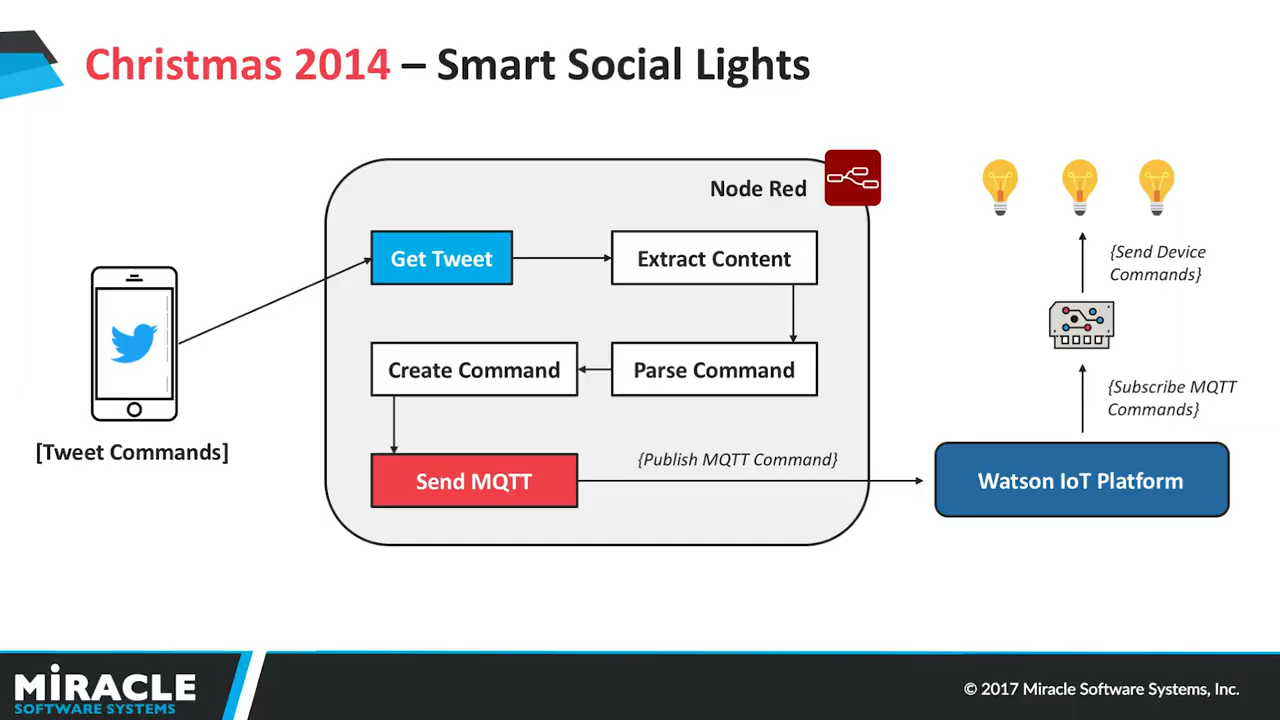 Christmas 2014 – Smart Social Lights
Node Red
Get Tweet
Extract Content
Create Command
Parse Command
Send MQTT
{Publish MQTT Command}
[Tweet Commands]
{Send Device
Commands}
{Subscribe MQTT
Commands}
Watson IoT Platform
MiRACLE
SOFTWARE SYSTEMS
© 2017 Miracle Software Systems, Inc.